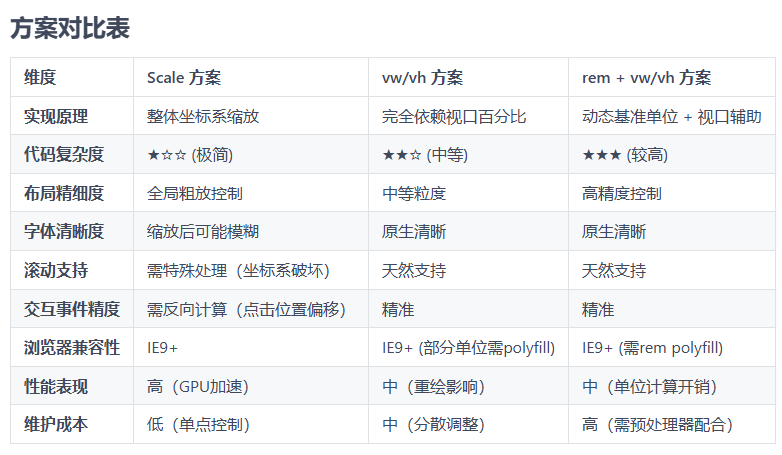 方案对比表
维度 Scale 方案 vw/vh 方案 rem + vw/vh 方案
实现原理 整体坐标系缩放 完全依赖视口百分比 动态基准单位 + 视口辅助
代码复杂度 ★☆☆ (极简) ★★☆ (中等) ★★★ (较高)
布局精细度 全局粗放控制 中等粒度 高精度控制
字体清晰度 缩放后可能模糊 原生清晰 原生清晰
滚动支持 需特殊处理（坐标系破坏） 天然支持 天然支持
交互事件精度 需反向计算（点击位置偏移） 精准 精准
浏览器兼容性 IE9+ IE9+ (部分单位需polyfill) IE9+ (需rem polyfill)
性能表现 高（GPU加速） 中（重绘影响） 中（单位计算开销）
维护成本 低（单点控制） 中（分散调整） 高（需预处理器配合）